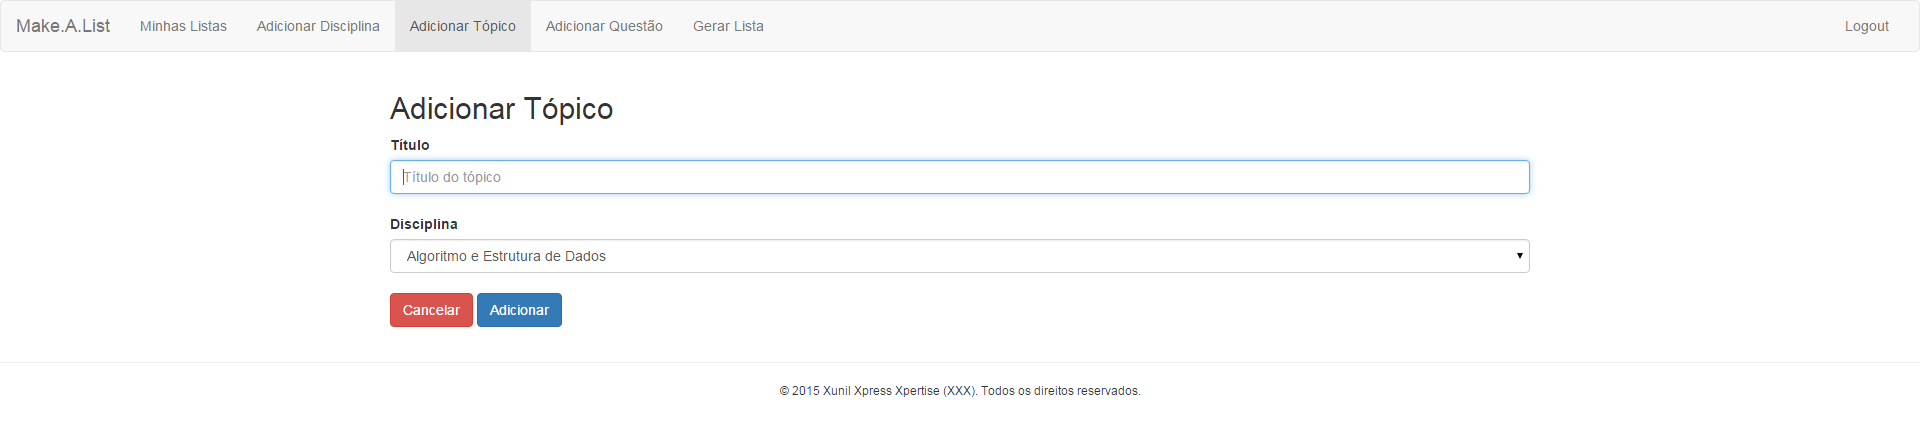 Make.A.List Minhas Listas Adicionar Disciplina Adicionar Tópico Adicionar Questão Gerar Lista Logout
Adicionar Tópico
Título
Título do tópico
Disciplina
Algoritmo e Estrutura de Dados
Cancelar Adicionar
© 2015 Xunil Xpress Xpertise (XXX). Todos os direitos reservados.